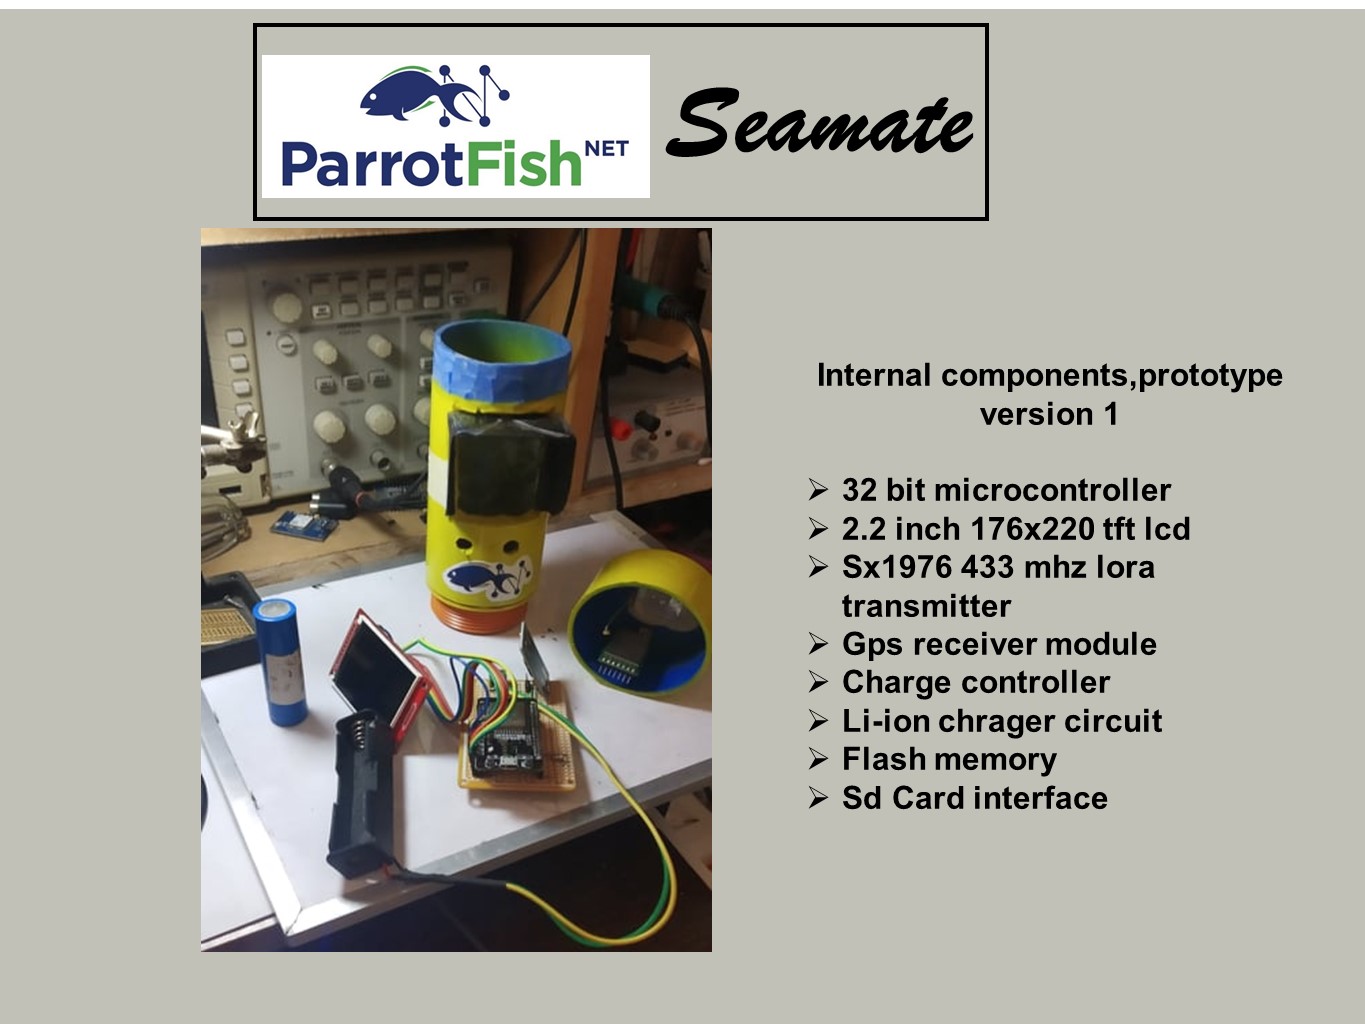 ParrotFish NET
Seamate
Internal components,prototype
version 1
32 bit microcontroller
2.2 inch 176x220 tft lcd
Sx1976 433 mhz lora
transmitter
Gps receiver module
Charge controller
Li-ion chrager circuit
Flash memory
Sd Card interface